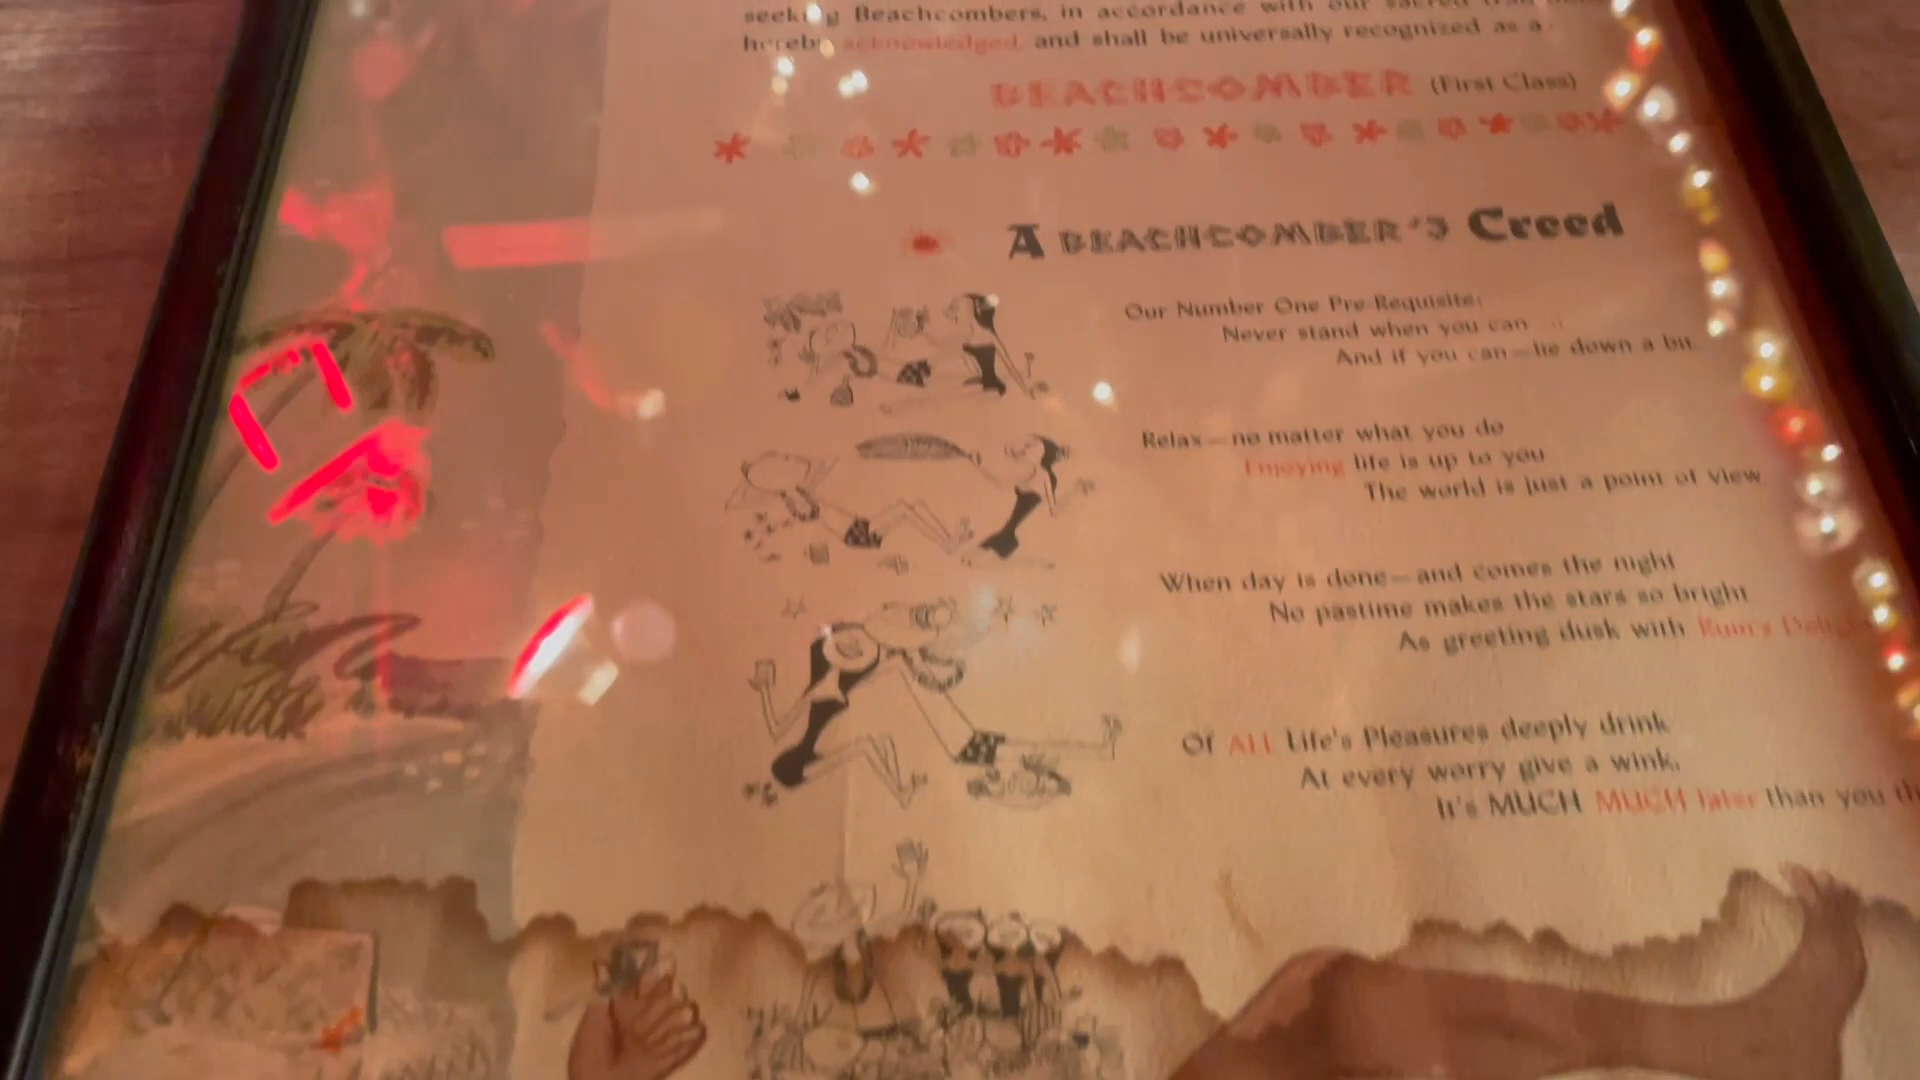 seeking Beachcombers, in accordance with our sacred
hereby acknowledged, and shall be universally recognized as a
BEACHCOMBER (First Class)
A BEACHCOMBER'S Creed
Our Number One Pre-Requisite:
Never stand when you can
And if you can—lie down a bit.
Relax—no matter what you do
Enjoying life is up to you
The world is just a point of view
When day is done—and comes the night
No pastime makes the stars so bright
As greeting dusk with Rum's
Of ALL Life's Pleasures deeply drink
At every worry give a wink,
It's MUCH MUCH later than you